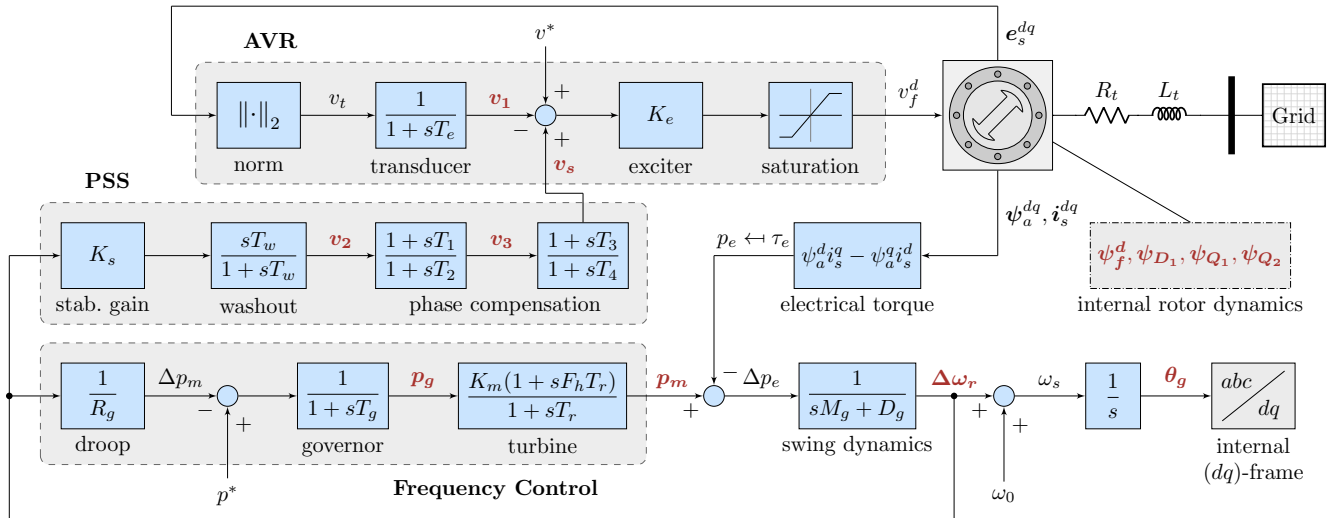 AVR
v*
e_s^{dq}
‖·‖₂
v_t
1 / (1 + sT_e)
v_1
+
−
+
K_e
v_f^d
R_t
L_t
Grid
norm
transducer
v_s
exciter
saturation
PSS
ψ_a^{dq}, i_s^{dq}
K_s
sT_w / (1 + sT_w)
v_2
(1 + sT_1) / (1 + sT_2)
v_3
(1 + sT_3) / (1 + sT_4)
p_e ↤ τ_e
ψ_a^d i_s^q − ψ_a^q i_s^d
ψ_f^d, ψ_{D_1}, ψ_{Q_1}, ψ_{Q_2}
stab. gain
washout
phase compensation
electrical torque
internal rotor dynamics
1 / R_g
Δp_m
−
+
1 / (1 + sT_g)
p_g
K_m(1 + sF_hT_r) / (1 + sT_r)
p_m
+
−
Δp_e
1 / (sM_g + D_g)
Δω_r
+
+
ω_s
1 / s
θ_g
abc / dq
droop
governor
turbine
swing dynamics
internal
(dq)-frame
p*
Frequency Control
ω_0